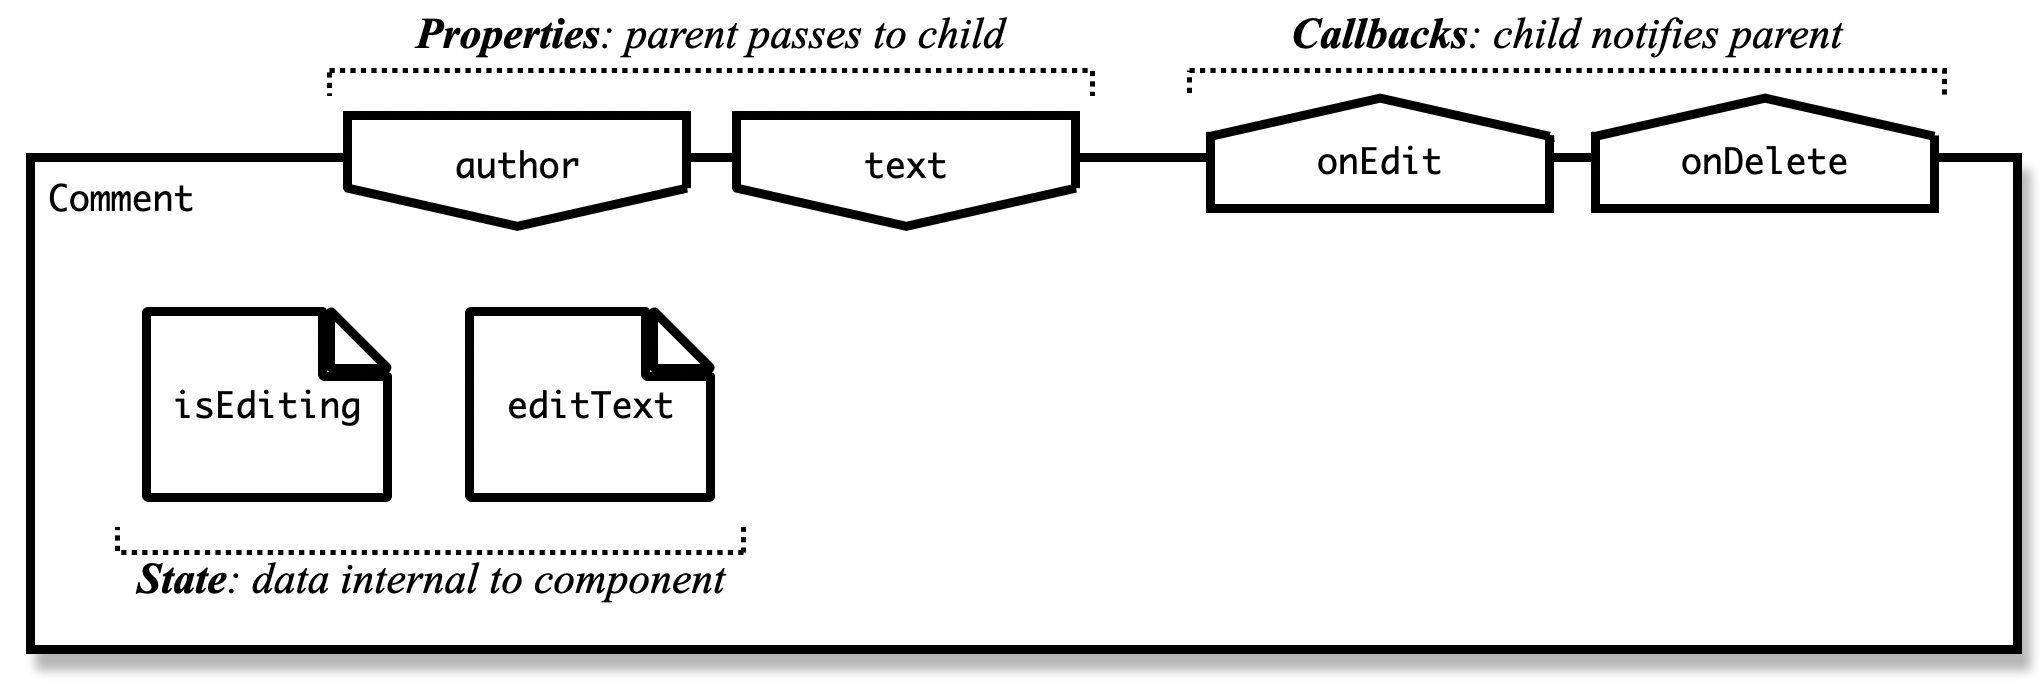 Properties: parent passes to child
Callbacks: child notifies parent
author
text
onEdit
onDelete
Comment
isEditing
editText
State: data internal to component